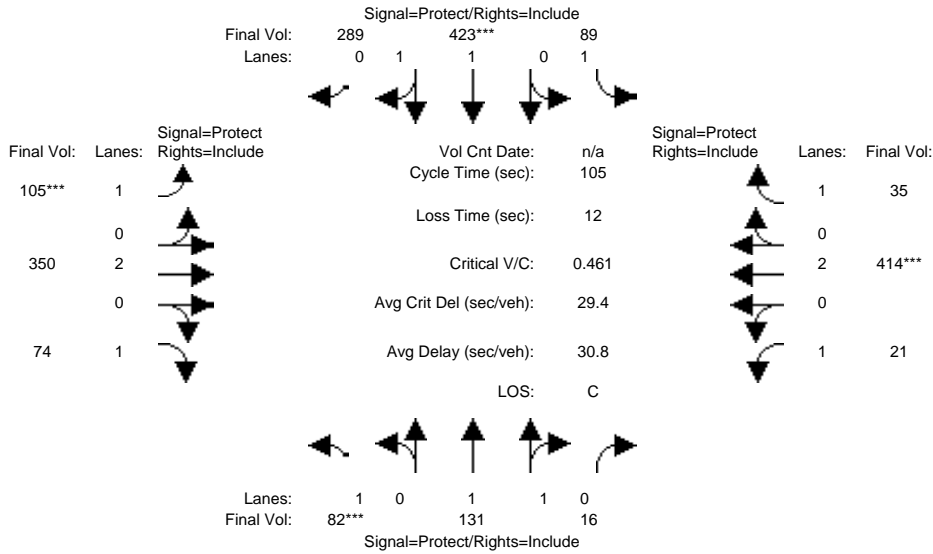 Signal=Protect/Rights=Include
Final Vol: 289 423*** 89
Lanes: 0 1 1 0 1
Signal=Protect
Final Vol: Lanes: Rights=Include
Vol Cnt Date: n/a
Signal=Protect
Rights=Include Lanes: Final Vol:
Cycle Time (sec): 105
105*** 1
1 35
Loss Time (sec): 12
0
0
350 2
Critical V/C: 0.461
2 414***
0
Avg Crit Del (sec/veh): 29.4
0
74 1
Avg Delay (sec/veh): 30.8
1 21
LOS: C
Lanes: 1 0 1 1 0
Final Vol: 82*** 131 16
Signal=Protect/Rights=Include